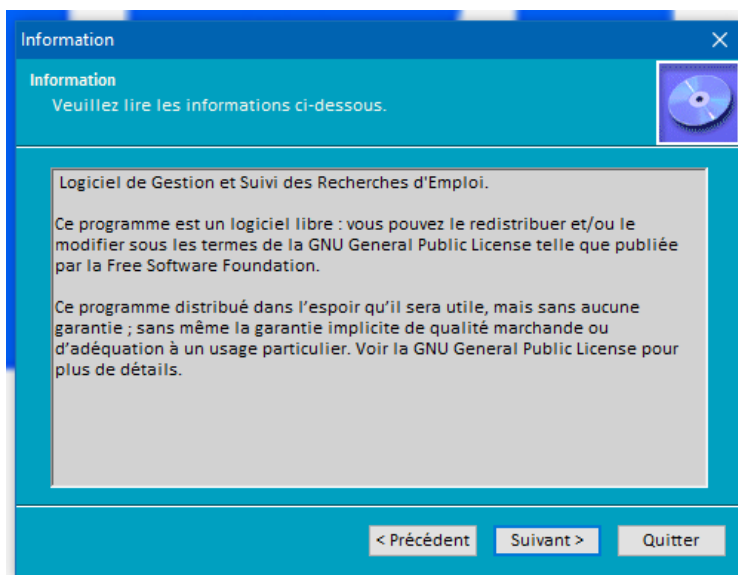 Information
Information
Veuillez lire les informations ci-dessous.
Logiciel de Gestion et Suivi des Recherches d'Emploi.
Ce programme est un logiciel libre : vous pouvez le redistribuer et/ou le
modifier sous les termes de la GNU General Public License telle que publiée
par la Free Software Foundation.
Ce programme distribué dans l’espoir qu’il sera utile, mais sans aucune
garantie ; sans même la garantie implicite de qualité marchande ou
d’adéquation à un usage particulier. Voir la GNU General Public License pour
plus de détails.
< Précédent Suivant > Quitter